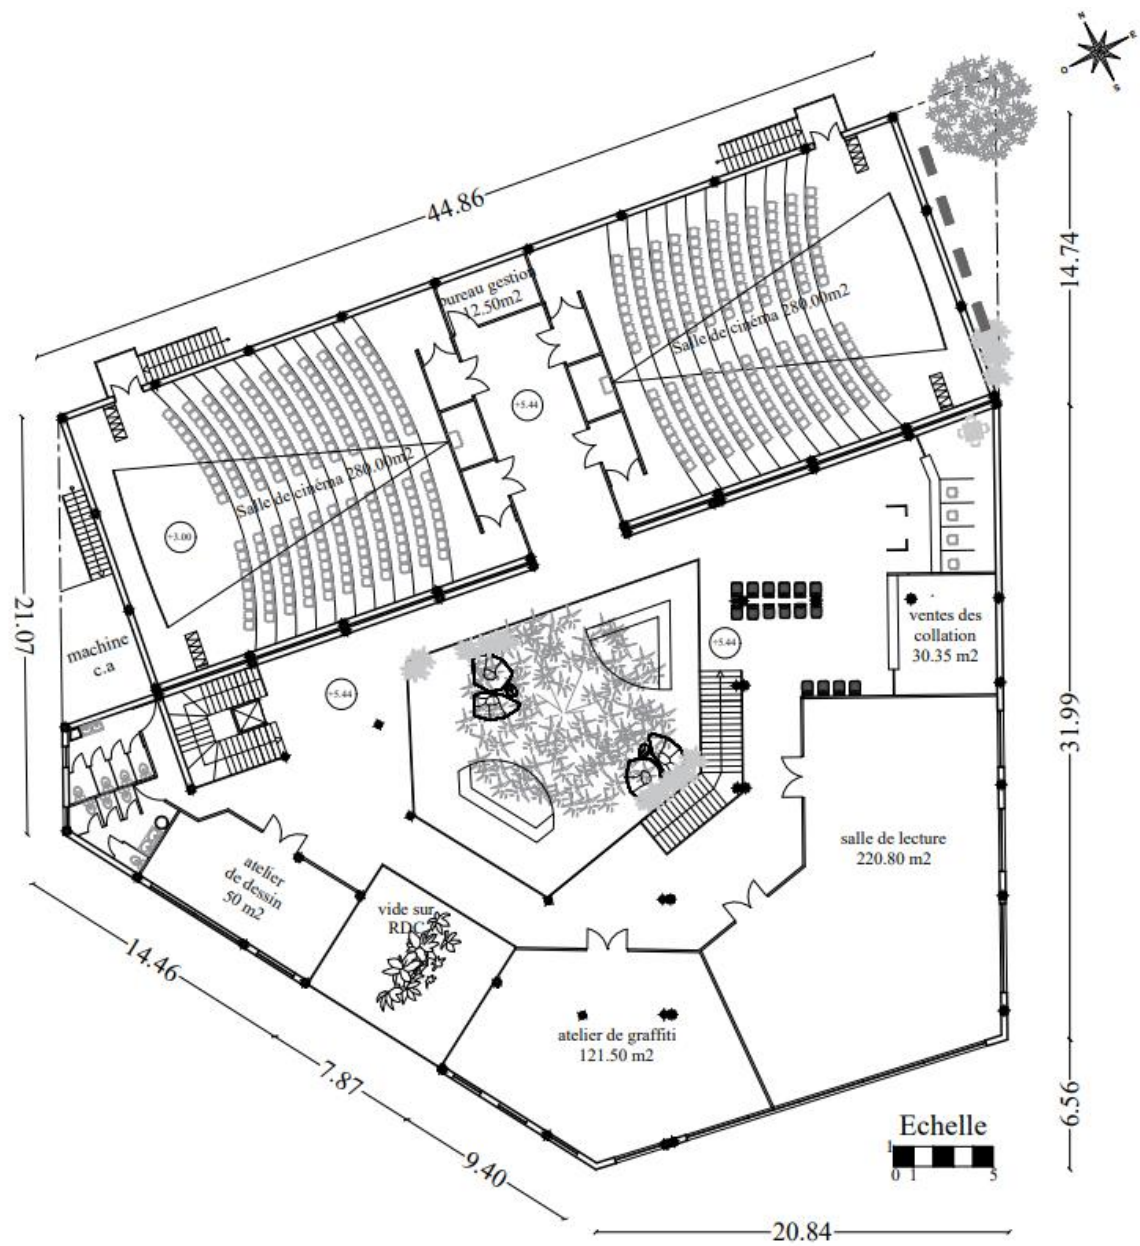 N
E
O
S
44.86
14.74
bureau gestion
12.50m2
Salle de cinéma 280.00m2
+5.44
Salle de cinéma 280.00m2
+3.00
21.07
machine
c.a
+5.44
+5.44
ventes des
collation
30.35 m2
31.99
salle de lecture
220.80 m2
atelier
de dessin
50 m2
vide sur
RDC
14.46
atelier de graffiti
121.50 m2
7.87
9.40
6.56
Echelle
1
0 1 5
20.84